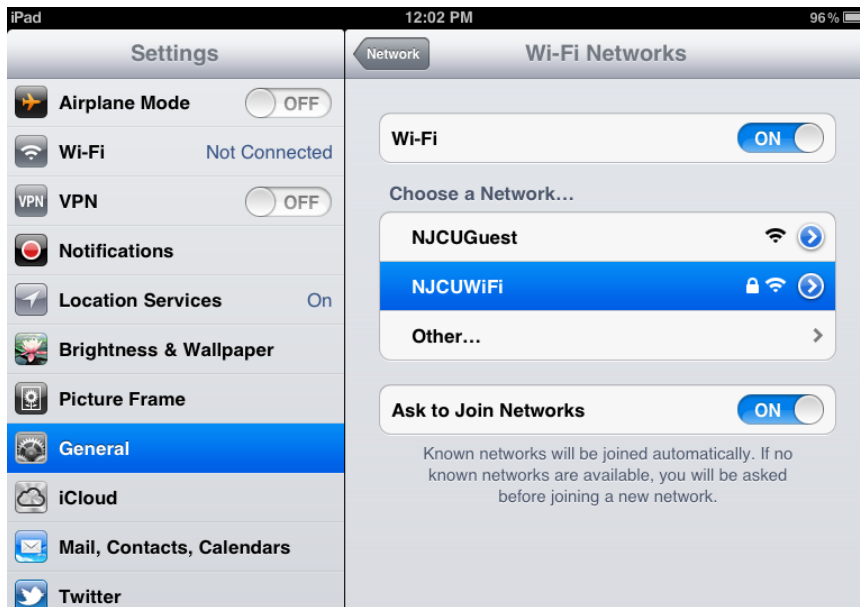 iPad 12:02 PM 96%
Settings
Airplane Mode OFF
Wi-Fi Not Connected
VPN VPN OFF
Notifications
Location Services On
Brightness & Wallpaper
Picture Frame
General
iCloud
Mail, Contacts, Calendars
Twitter
Network Wi-Fi Networks
Wi-Fi ON
Choose a Network...
NJCUGuest
NJCUWiFi
Other...
Ask to Join Networks ON
Known networks will be joined automatically. If no
known networks are available, you will be asked
before joining a new network.